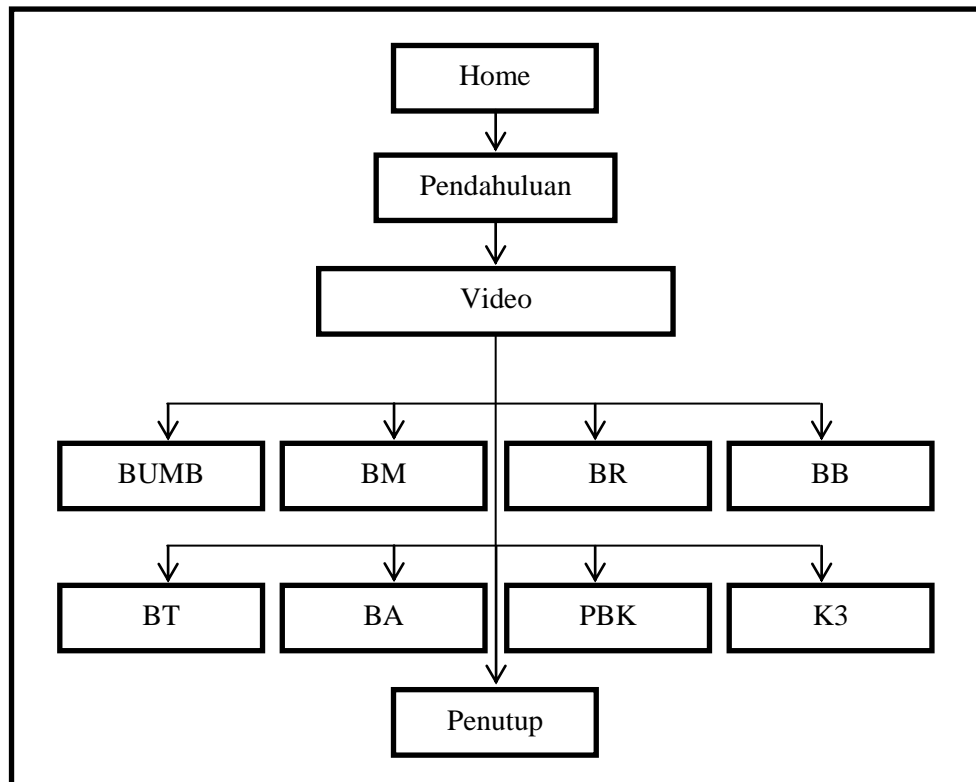 Home
Pendahuluan
Video
BUMB
BM
BR
BB
BT
BA
PBK
K3
Penutup